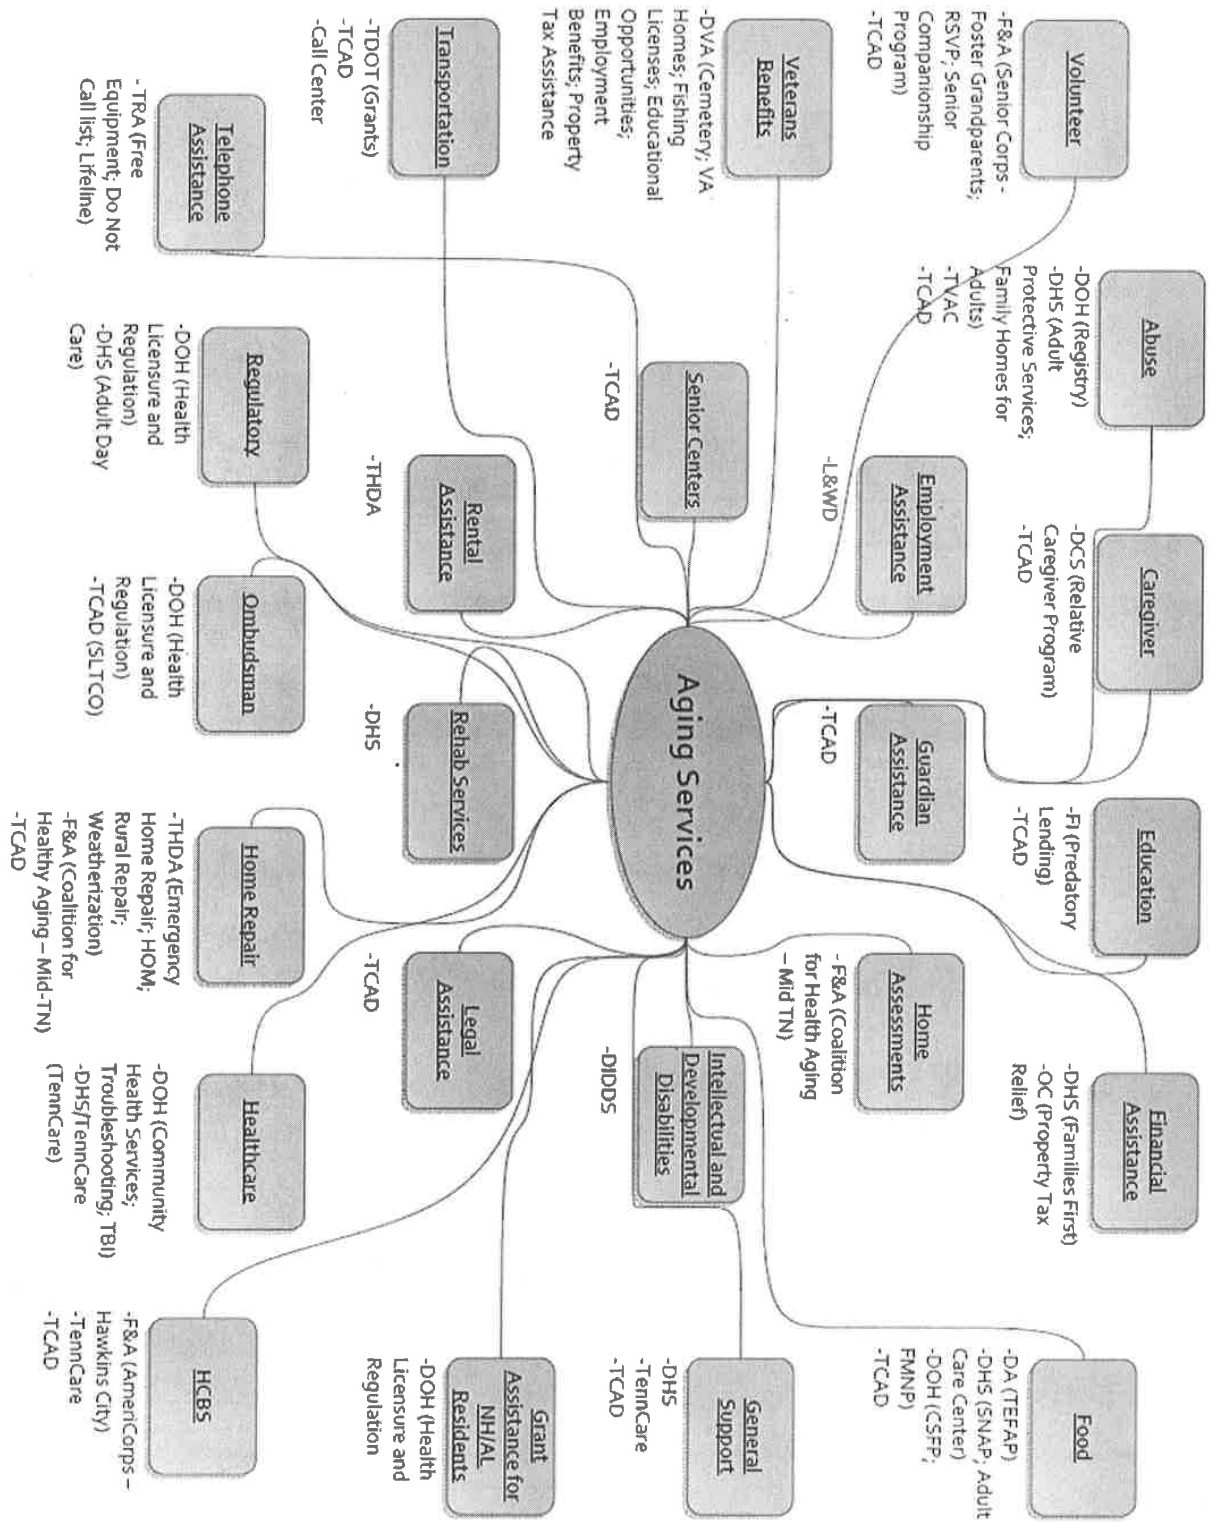 Volunteer
-F&A (Senior Corps -
Foster Grandparents;
RSVP; Senior
Companionship
Program)
-TCAD
Abuse
-DOH (Registry)
-DHS (Adult
Protective Services;
Family Homes for
Adults)
-TVAC
-TCAD
Caregiver
-DCS (Relative
Caregiver Program)
-TCAD
Education
-FI (Predatory
Lending)
-TCAD
Financial
Assistance
-DHS (Families First)
-OC (Property Tax
Relief)
Food
-DA (TEFAP)
-DHS (SNAP; Adult
Care Center)
-DOH (CSFP;
FMNP)
-TCAD
Veterans
Benefits
-DVA (Cemetery; VA
Homes; Fishing
Licenses; Educational
Opportunities;
Employment
Benefits; Property
Tax Assistance
Employment
Assistance
-L&WD
Guardian
Assistance
-TCAD
Home
Assessments
- F&A (Coalition
for Health Aging
– Mid TN)
Senior Centers
-TCAD
Aging Services
Intellectual and
Developmental
Disabilities
-DIDDS
General
Support
-DHS
-TennCare
-TCAD
Transportation
-TDOT (Grants)
-TCAD
-Call Center
Rental
Assistance
-THDA
Rehab Services
-DHS
Legal
Assistance
-TCAD
Grant
Assistance for
NH/AL
Residents
-DOH (Health
Licensure and
Regulation
Telephone
Assistance
- TRA (Free
Equipment; Do Not
Call list; Lifeline)
Regulatory
-DOH (Health
Licensure and
Regulation)
-DHS (Adult Day
Care)
Ombudsman
-DOH (Health
Licensure and
Regulation)
-TCAD (SLTCO)
Home Repair
-THDA (Emergency
Home Repair; HOM;
Rural Repair;
Weatherization)
-F&A (Coalition for
Healthy Aging – Mid-TN)
-TCAD
Healthcare
-DOH (Community
Health Services;
Troubleshooting; TBI)
-DHS/TennCare
(TennCare)
HCBS
-F&A (AmeriCorps –
Hawkins City)
-TennCare
-TCAD